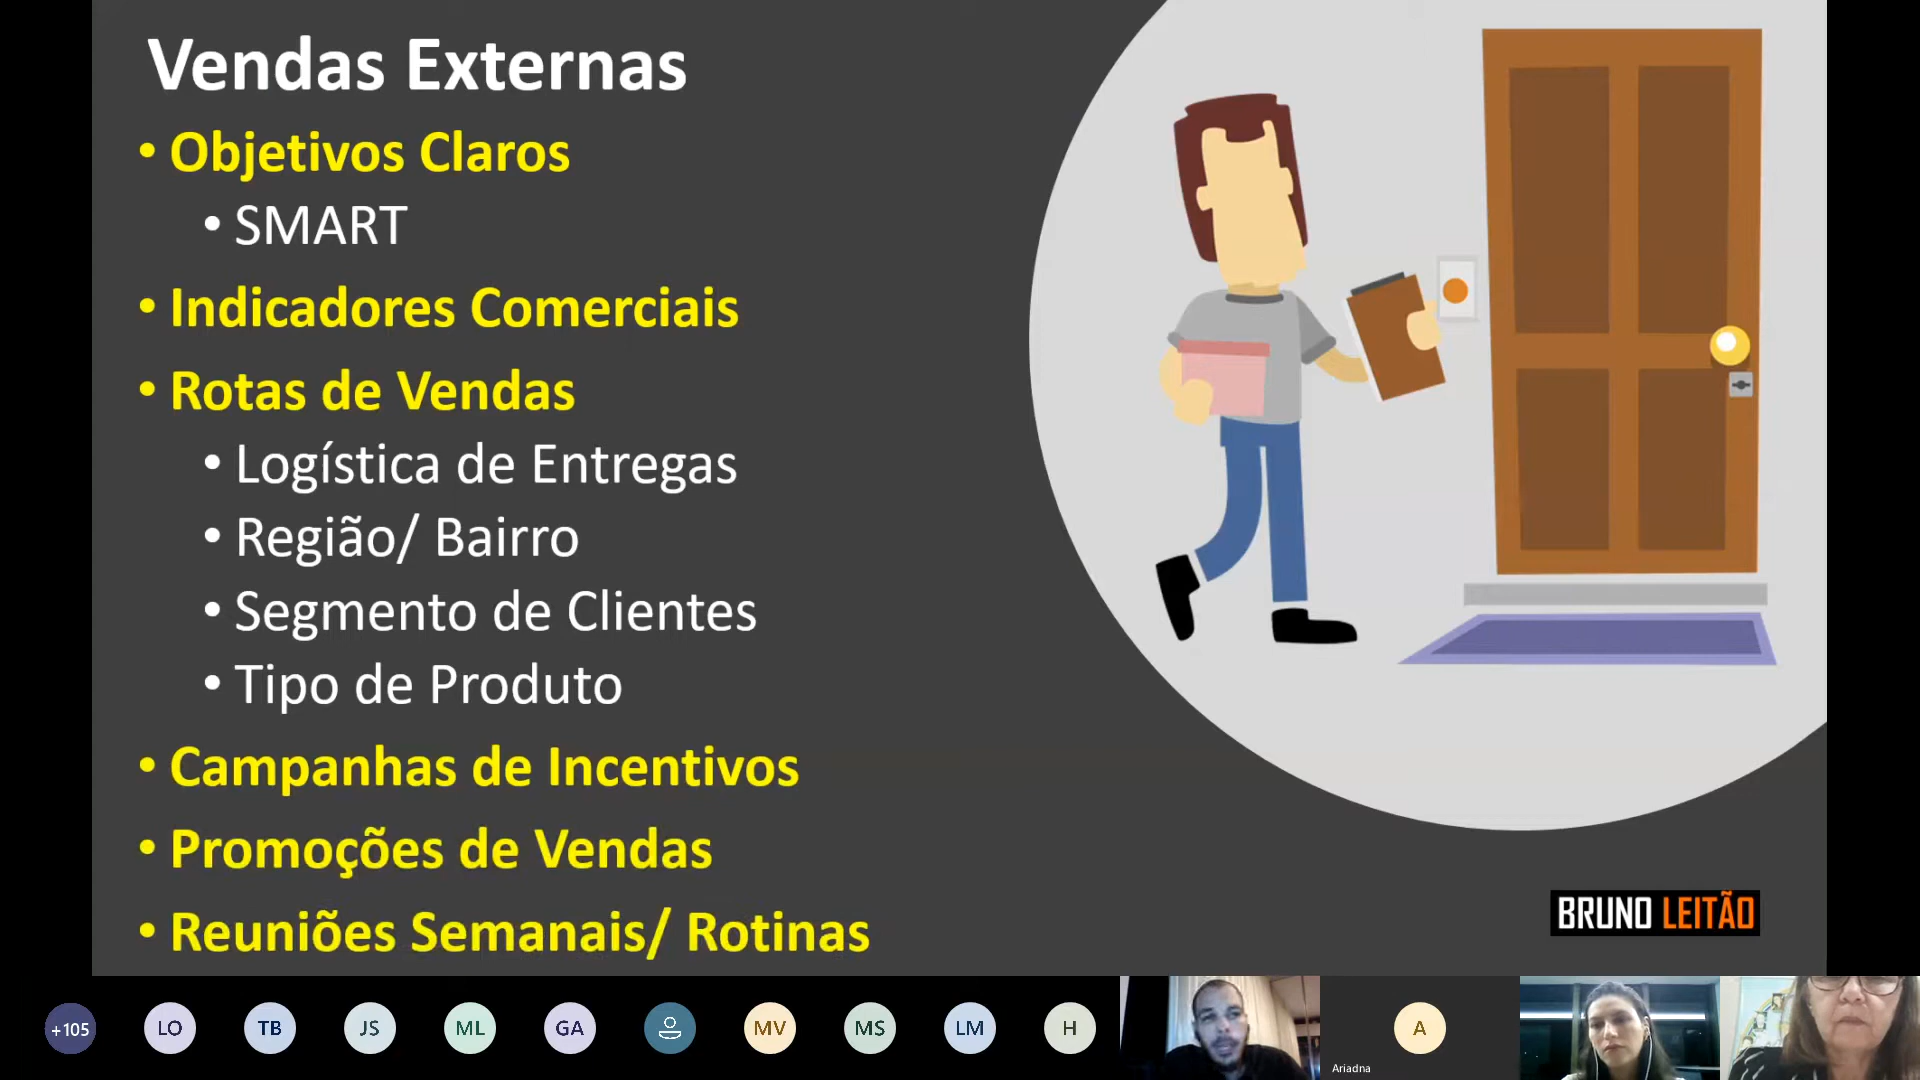 Vendas Externas
• Objetivos Claros
• SMART
• Indicadores Comerciais
• Rotas de Vendas
• Logística de Entregas
• Região/ Bairro
• Segmento de Clientes
• Tipo de Produto
• Campanhas de Incentivos
• Promoções de Vendas
• Reuniões Semanais/ Rotinas
BRUNO LEITÃO
+105 LO TB JS ML GA MV MS LM H A
Ariadna